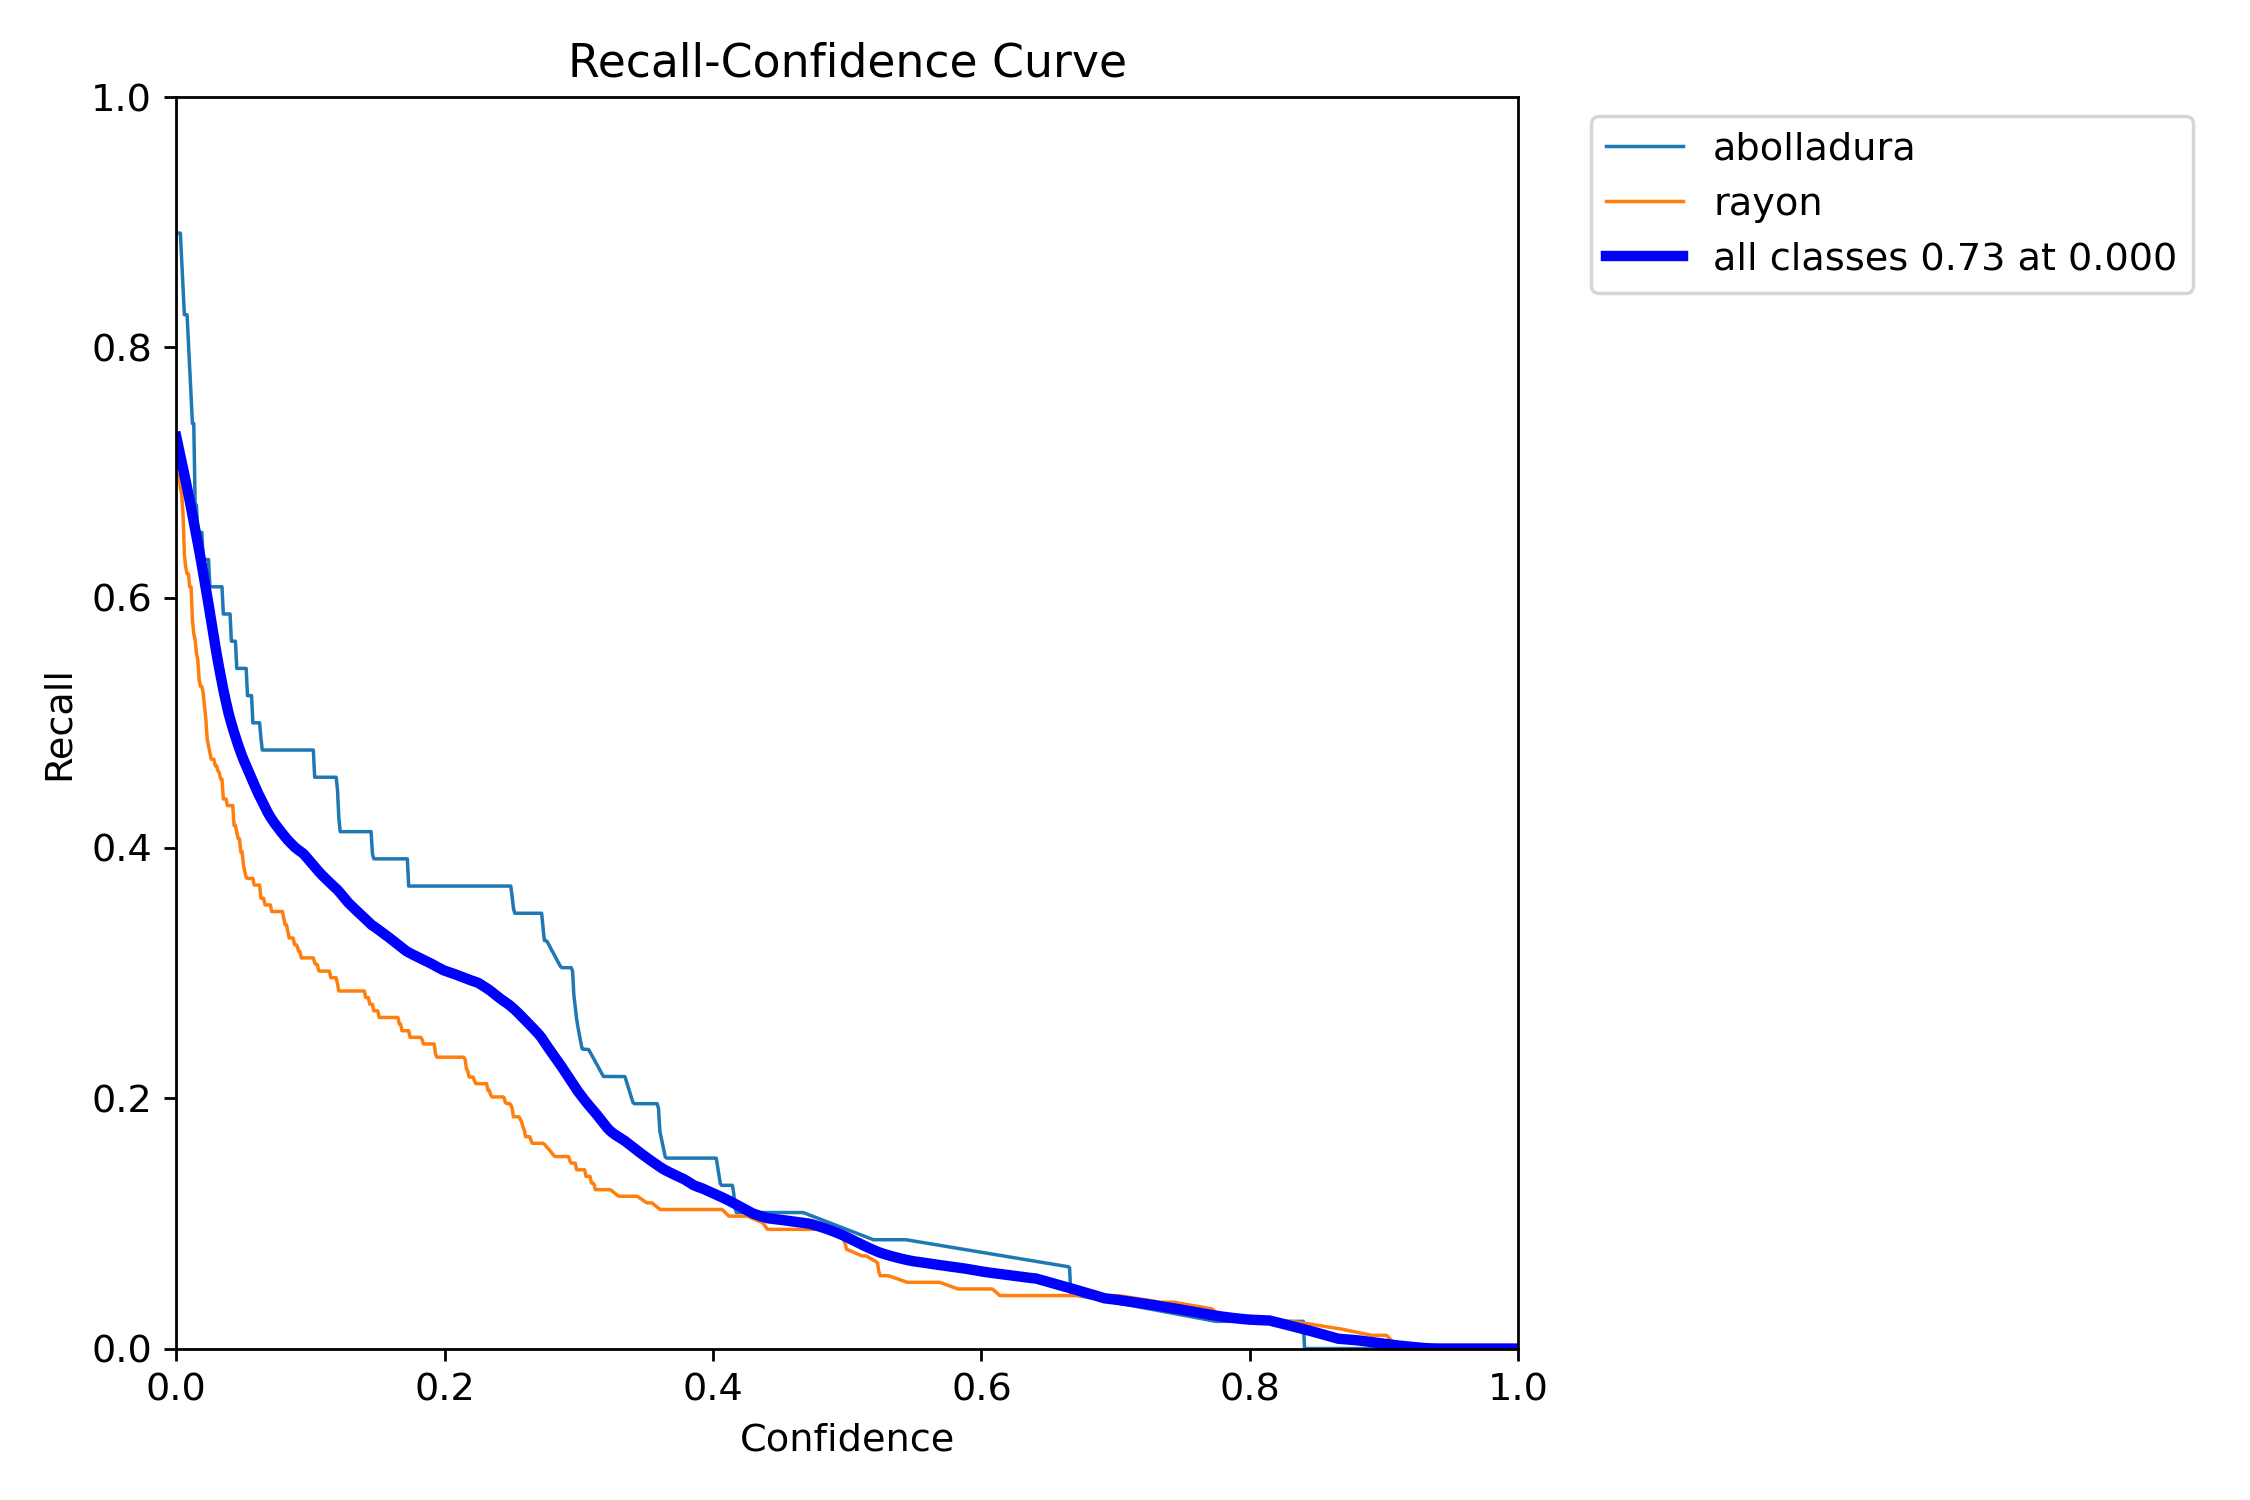 Recall-Confidence Curve
1.0
0.8
0.6
0.4
0.2
0.0
Recall
0.0 0.2 0.4 0.6 0.8 1.0
Confidence
abolladura
rayon
all classes 0.73 at 0.000